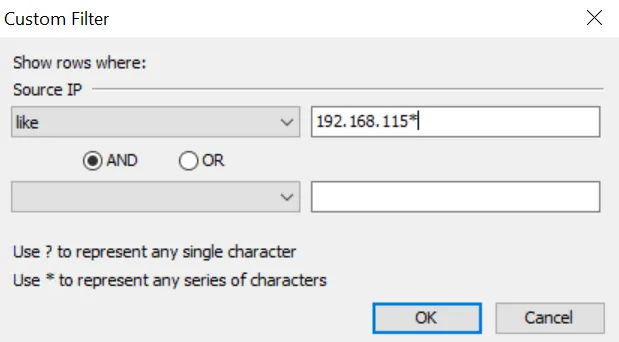 Custom Filter
Show rows where:
Source IP
like 192.168.115*
AND OR
Use ? to represent any single character
Use * to represent any series of characters
OK Cancel